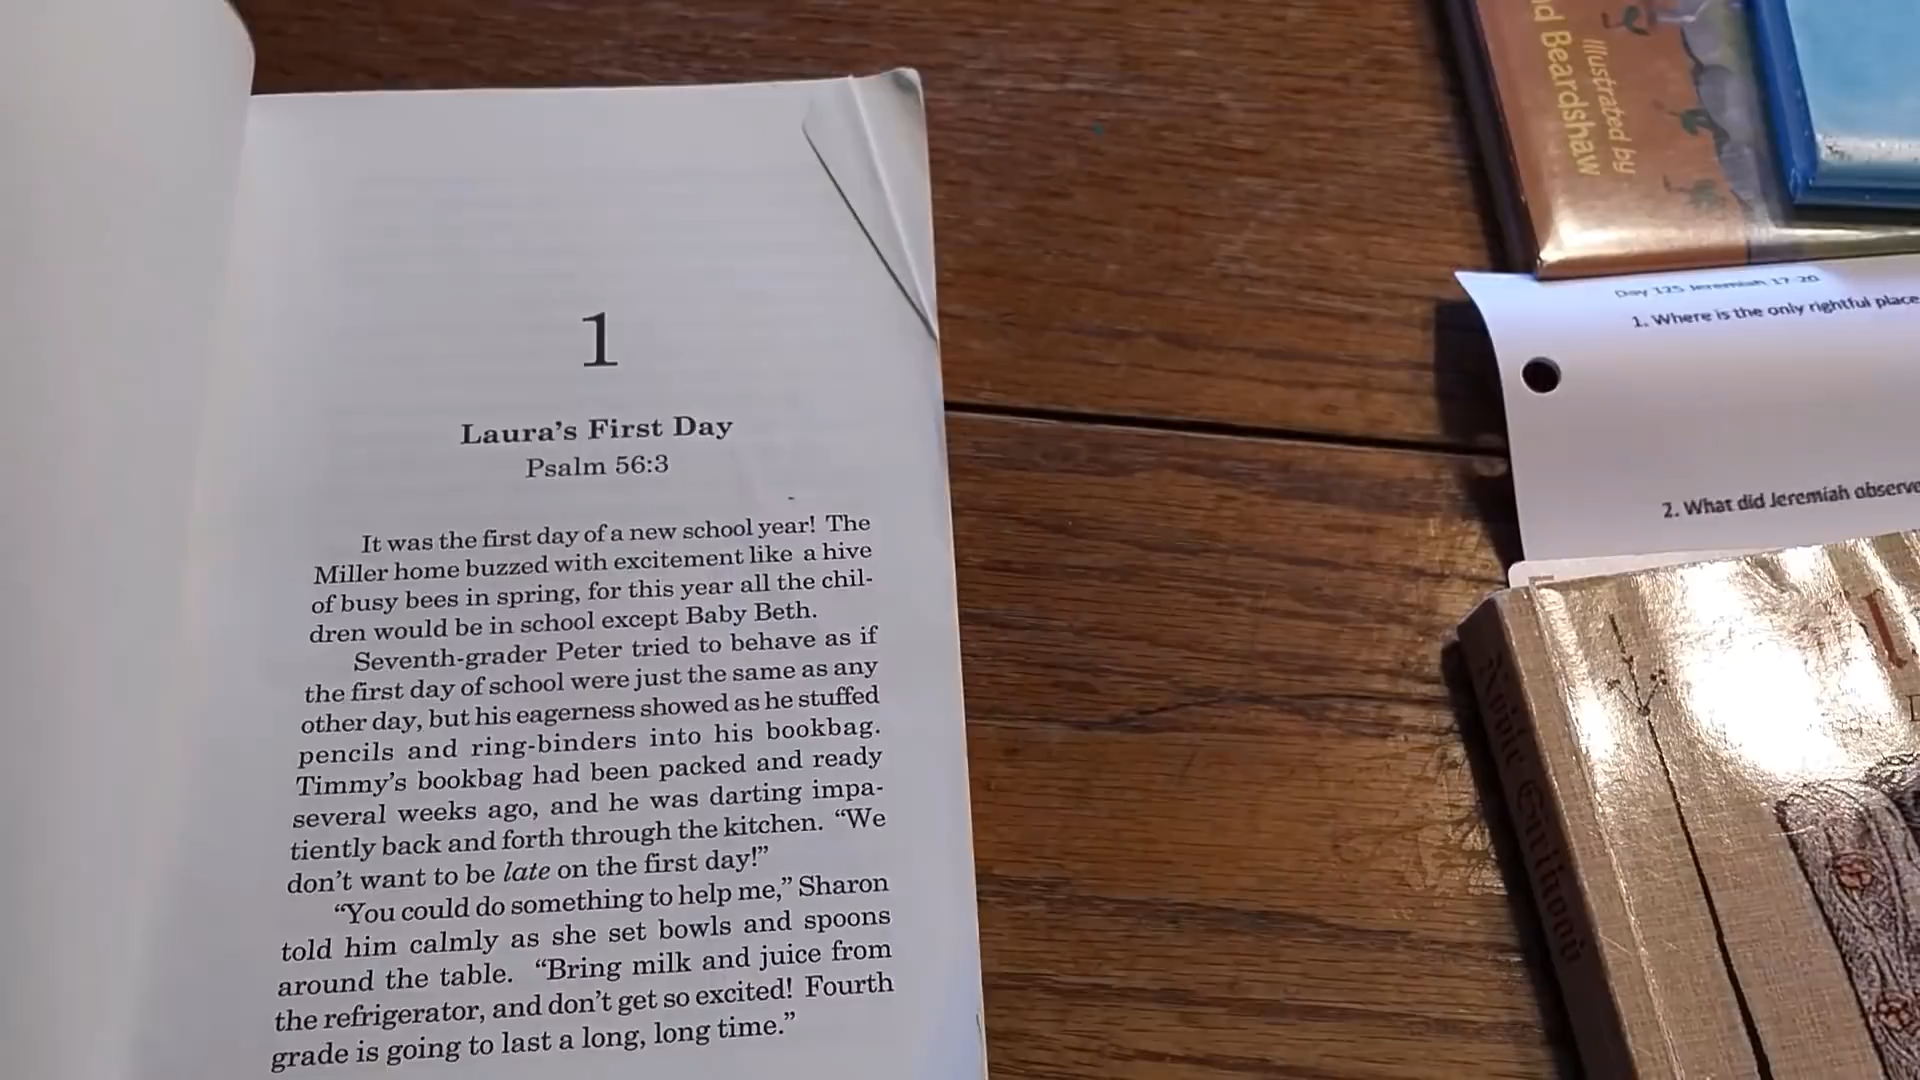 1
Laura's First Day
Psalm 56:3
It was the first day of a new school year! The
Miller home buzzed with excitement like a hive
of busy bees in spring, for this year all the chil-
dren would be in school except Baby Beth.
Seventh-grader Peter tried to behave as if
the first day of school were just the same as any
other day, but his eagerness showed as he stuffed
pencils and ring-binders into his bookbag.
Timmy's bookbag had been packed and ready
several weeks ago, and he was darting impa-
tiently back and forth through the kitchen. “We
don't want to be late on the first day!”
“You could do something to help me,” Sharon
told him calmly as she set bowls and spoons
around the table. “Bring milk and juice from
the refrigerator, and don't get so excited! Fourth
grade is going to last a long, long time.”
Illustrated by
Beardshaw
Day 125 Jeremiah 17-20
1. Where is the only rightful place
2. What did Jeremiah observe